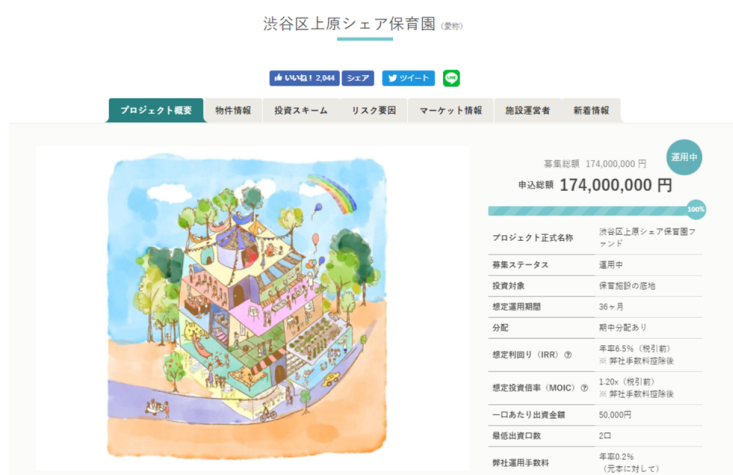 渋谷区上原シェア保育園（愛称）
いいね！ 2,044 シェア ツイート LINE
プロジェクト概要 物件情報 投資スキーム リスク要因 マーケット情報 施設運営者 新着情報
運用中
募集総額 174,000,000 円
申込総額 174,000,000 円
100%
プロジェクト正式名称 渋谷区上原シェア保育園フ
ァンド
募集ステータス 運用中
投資対象 保育施設の底地
想定運用期間 36ヶ月
分配 期中分配あり
想定利回り（IRR） ? 年率6.5%（税引前）
※ 弊社手数料控除後
想定投資倍率（MOIC） ? 1.20x（税引前）
※ 弊社手数料控除後
一口あたり出資金額 50,000円
最低出資口数 2口
弊社運用手数料 年率0.2%
（元本に対して）